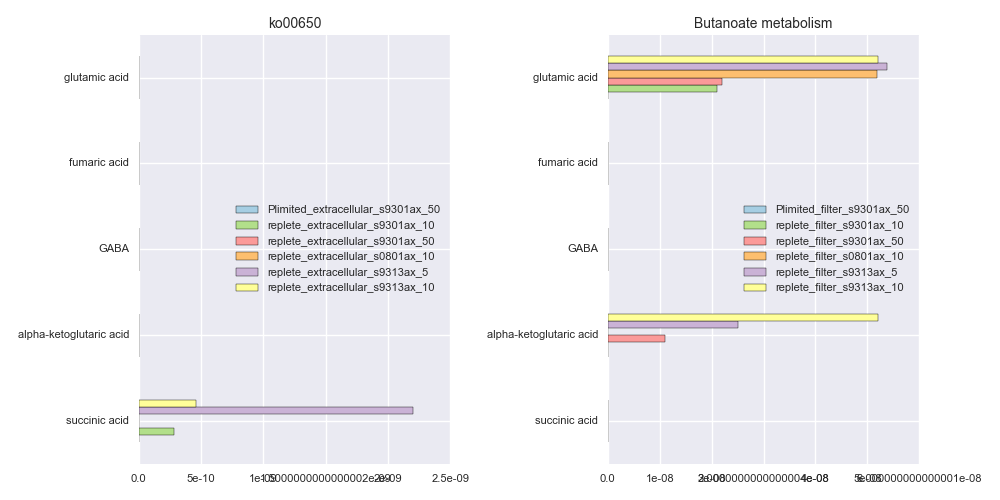 ko00650
glutamic acid
fumaric acid
GABA
alpha-ketoglutaric acid
succinic acid
Plimited_extracellular_s9301ax_50
replete_extracellular_s9301ax_10
replete_extracellular_s9301ax_50
replete_extracellular_s0801ax_10
replete_extracellular_s9313ax_5
replete_extracellular_s9313ax_10
0.0 5e-10 2.5e-09
Butanoate metabolism
glutamic acid
fumaric acid
GABA
alpha-ketoglutaric acid
succinic acid
Plimited_filter_s9301ax_50
replete_filter_s9301ax_10
replete_filter_s9301ax_50
replete_filter_s0801ax_10
replete_filter_s9313ax_5
replete_filter_s9313ax_10
0.0 1e-08